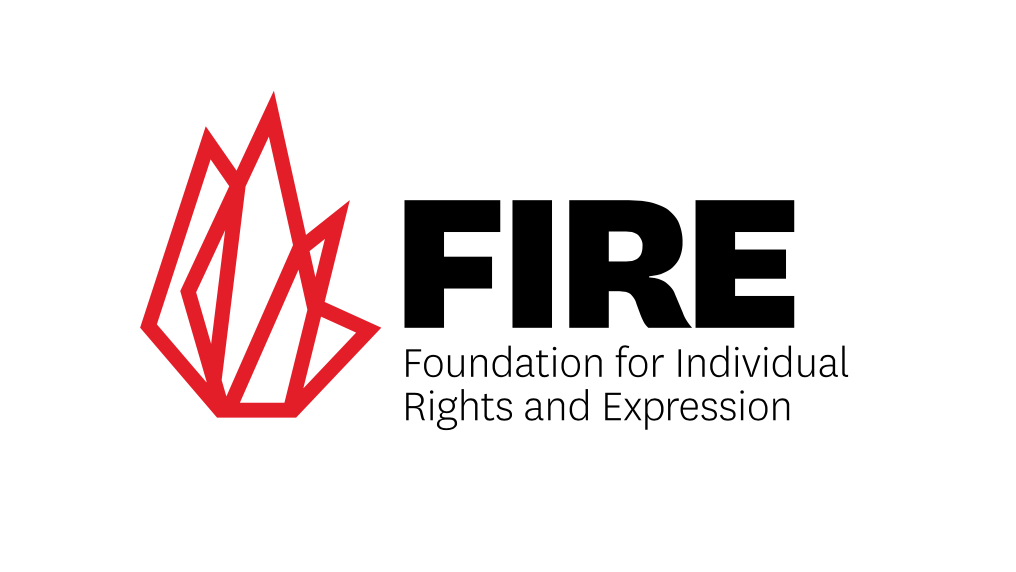 FIRE
Foundation for Individual
Rights and Expression